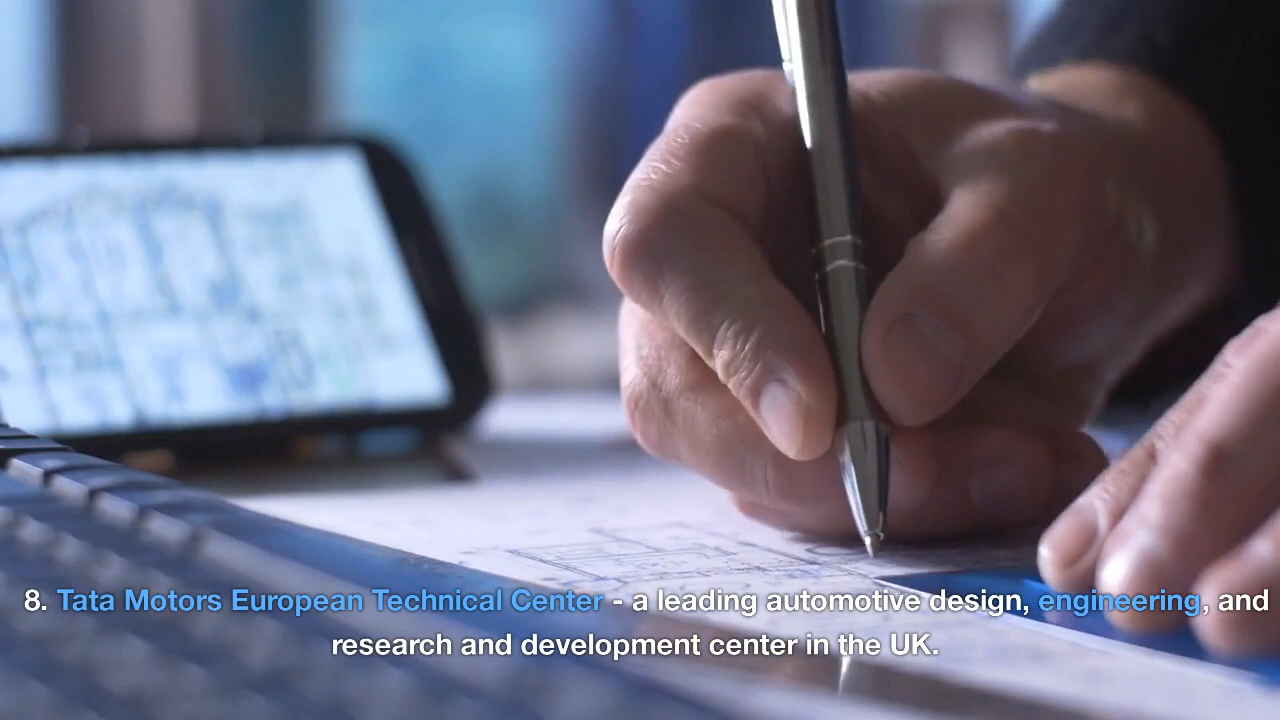 8. Tata Motors European Technical Center - a leading automotive design, engineering, and
research and development center in the UK.